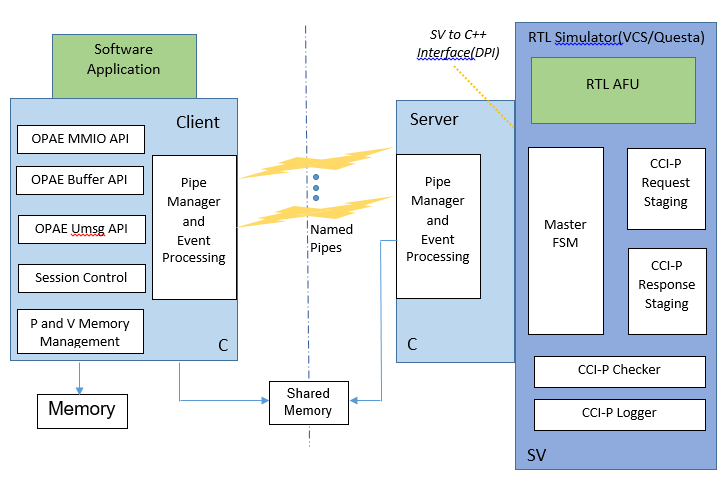 Software
Application
Client
OPAE MMIO API
OPAE Buffer API
OPAE Umsg API
Session Control
P and V Memory
Management
Pipe
Manager
and
Event
Processing
C
Memory
Named
Pipes
Shared
Memory
SV to C++
Interface(DPI)
Server
Pipe
Manager
and
Event
Processing
C
RTL Simulator(VCS/Questa)
RTL AFU
Master
FSM
CCI-P
Request
Staging
CCI-P
Response
Staging
CCI-P Checker
CCI-P Logger
SV